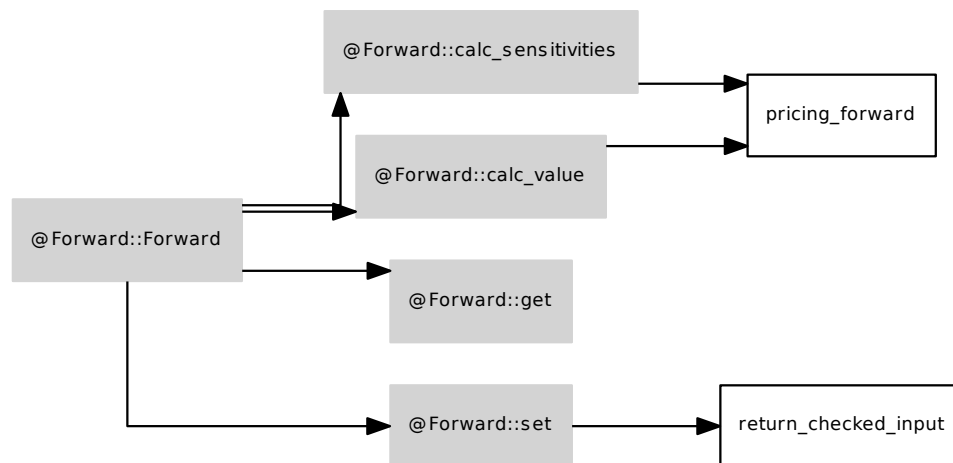 @Forward::calc_sensitivities
pricing_forward
@Forward::calc_value
@Forward::Forward
@Forward::get
@Forward::set
return_checked_input